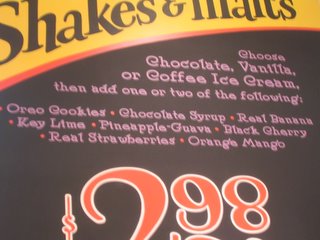 Shakes & malts
Choose
Chocolate, Vanilla,
or Coffee Ice Cream,
then add one or two of the following:
• Oreo Cookies • Chocolate Syrup • Real Banana
• Key Lime • Pineapple-Guava • Black Cherry
• Real Strawberries • Orange Mango
$2.98